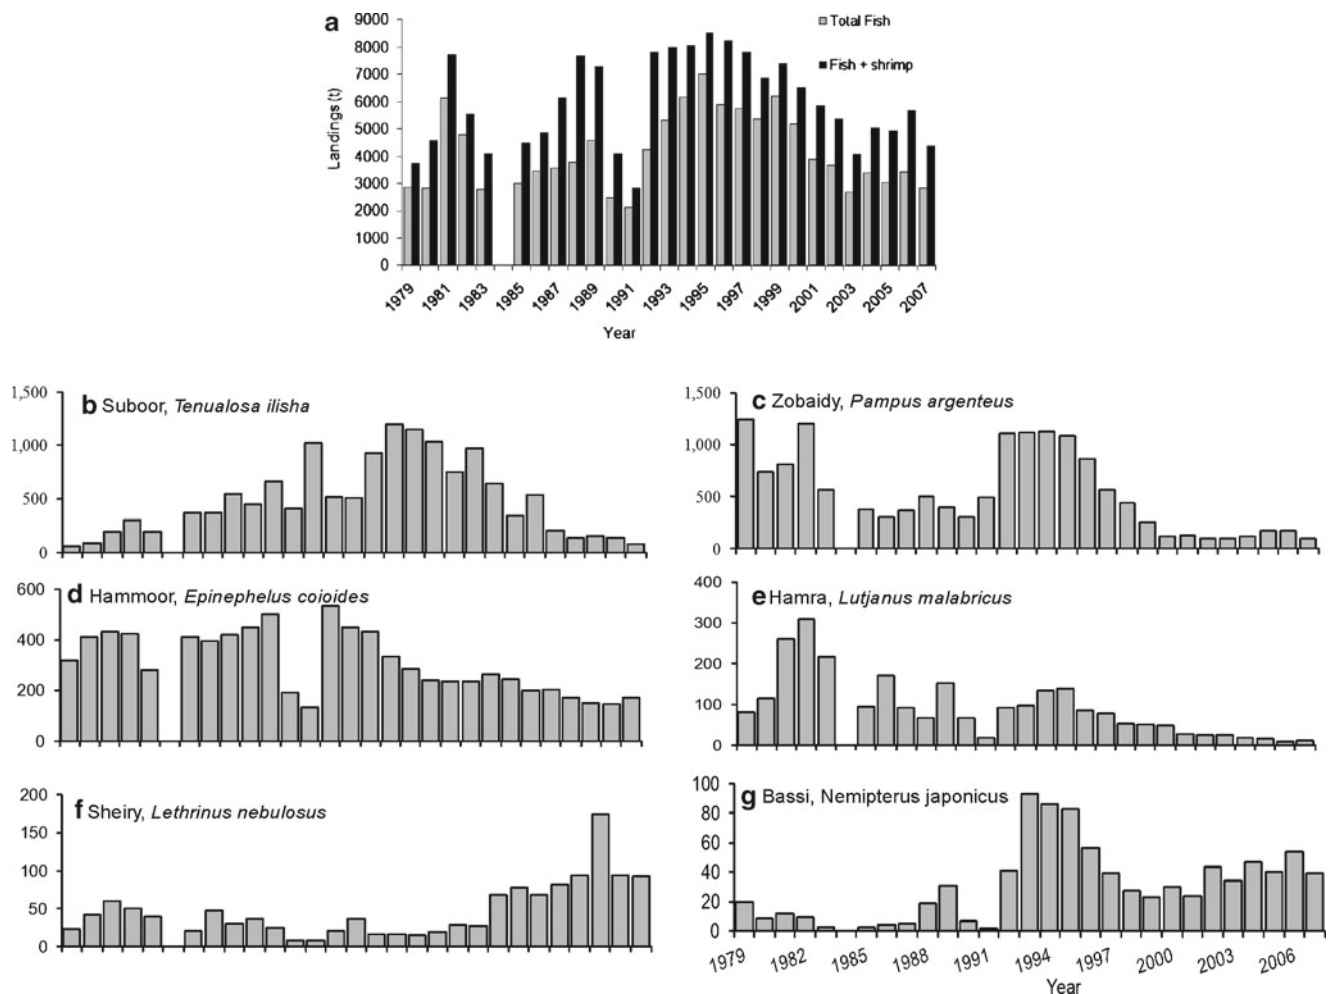 a
9000
8000
7000
6000
5000
4000
3000
2000
1000
0
Landings (t)
Total Fish
Fish + shrimp
1979 1981 1983 1985 1987 1989 1991 1993 1995 1997 1999 2001 2003 2005 2007
Year
b Suboor, Tenualosa ilisha
1,500
1,000
500
0
c Zobaidy, Pampus argenteus
1,500
1,000
500
0
d Hammoor, Epinephelus coioides
600
400
200
0
e Hamra, Lutjanus malabricus
400
300
200
100
0
f Sheiry, Lethrinus nebulosus
200
150
100
50
0
g Bassi, Nemipterus japonicus
100
80
60
40
20
0
1979 1982 1985 1988 1991 1994 1997 2000 2003 2006
Year